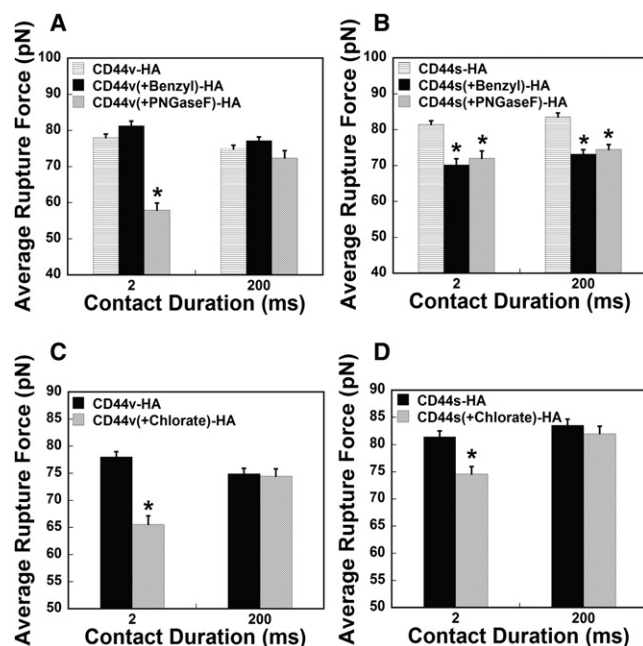 A
Average Rupture Force (pN)
100
90
80
70
60
50
40
CD44v-HA
CD44v(+Benzyl)-HA
CD44v(+PNGaseF)-HA
*
2
200
Contact Duration (ms)
B
Average Rupture Force (pN)
100
90
80
70
60
50
40
CD44s-HA
CD44s(+Benzyl)-HA
CD44s(+PNGaseF)-HA
* *
* *
2
200
Contact Duration (ms)
C
Average Rupture Force (pN)
90
85
80
75
70
65
60
55
50
CD44v-HA
CD44v(+Chlorate)-HA
*
2
200
Contact Duration (ms)
D
Average Rupture Force (pN)
90
85
80
75
70
65
60
55
50
CD44s-HA
CD44s(+Chlorate)-HA
*
2
200
Contact Duration (ms)